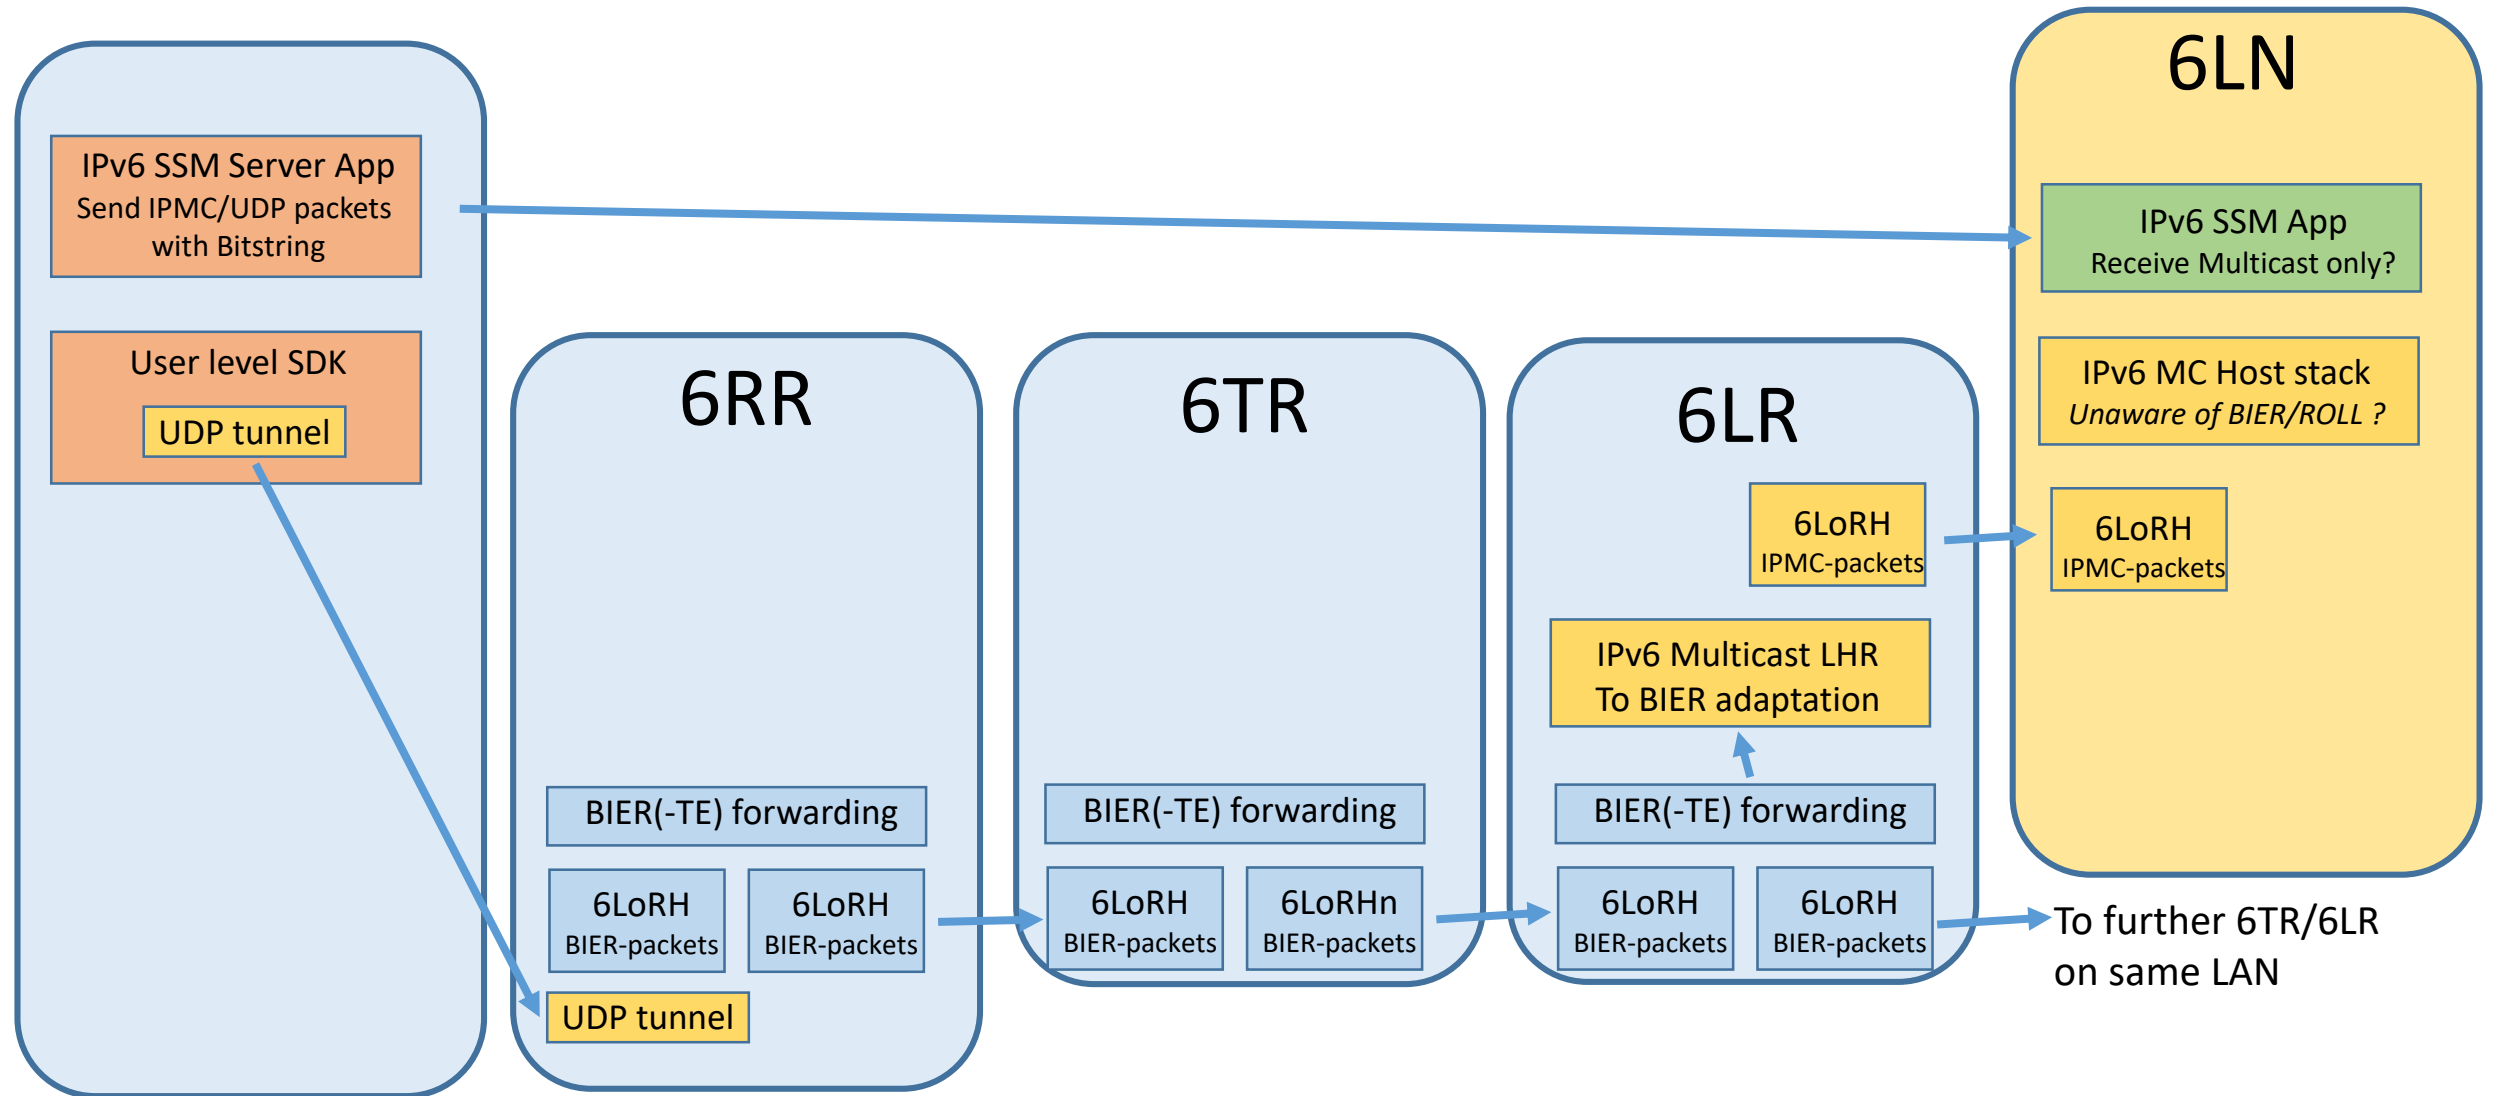 IPv6 SSM Server App
Send IPMC/UDP packets
with Bitstring
User level SDK
UDP tunnel
6RR
BIER(-TE) forwarding
6LoRH
BIER-packets
6LoRH
BIER-packets
UDP tunnel
6TR
BIER(-TE) forwarding
6LoRH
BIER-packets
6LoRHn
BIER-packets
6LR
6LoRH
IPMC-packets
IPv6 Multicast LHR
To BIER adaptation
BIER(-TE) forwarding
6LoRH
BIER-packets
6LoRH
BIER-packets
6LN
IPv6 SSM App
Receive Multicast only?
IPv6 MC Host stack
Unaware of BIER/ROLL ?
6LoRH
IPMC-packets
To further 6TR/6LR
on same LAN